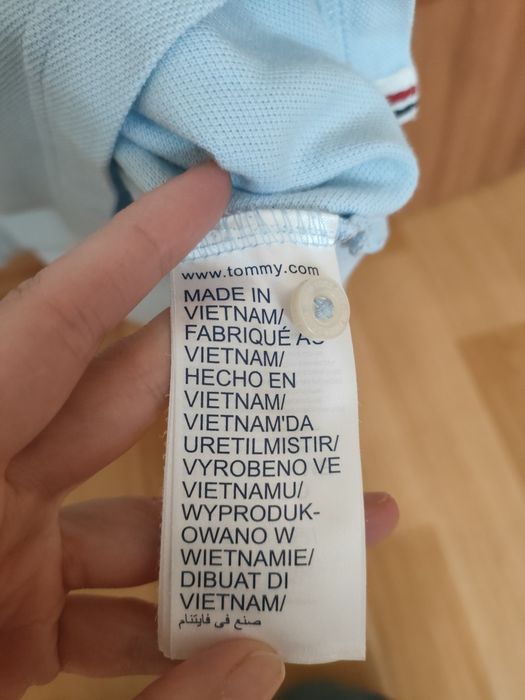 www.tommy.com
MADE IN
VIETNAM/
FABRIQUÉ AU
VIETNAM/
HECHO EN
VIETNAM/
VIETNAM'DA
URETILMISTIR/
VYROBENO VE
VIETNAMU/
WYPRODUK-
OWANO W
WIETNAMIE/
DIBUAT DI
VIETNAM/
صنع في فايتنام